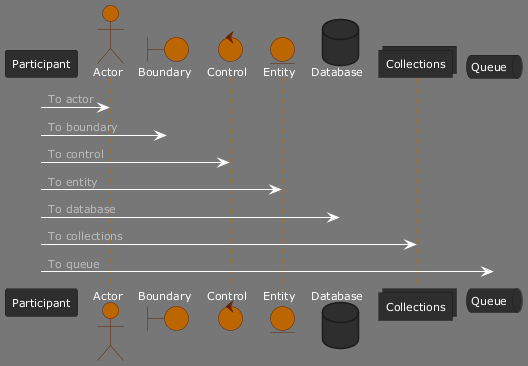 Participant
Actor
Boundary
Control
Entity
Database
Collections
Queue
To actor
To boundary
To control
To entity
To database
To collections
To queue
Participant
Actor
Boundary
Control
Entity
Database
Collections
Queue